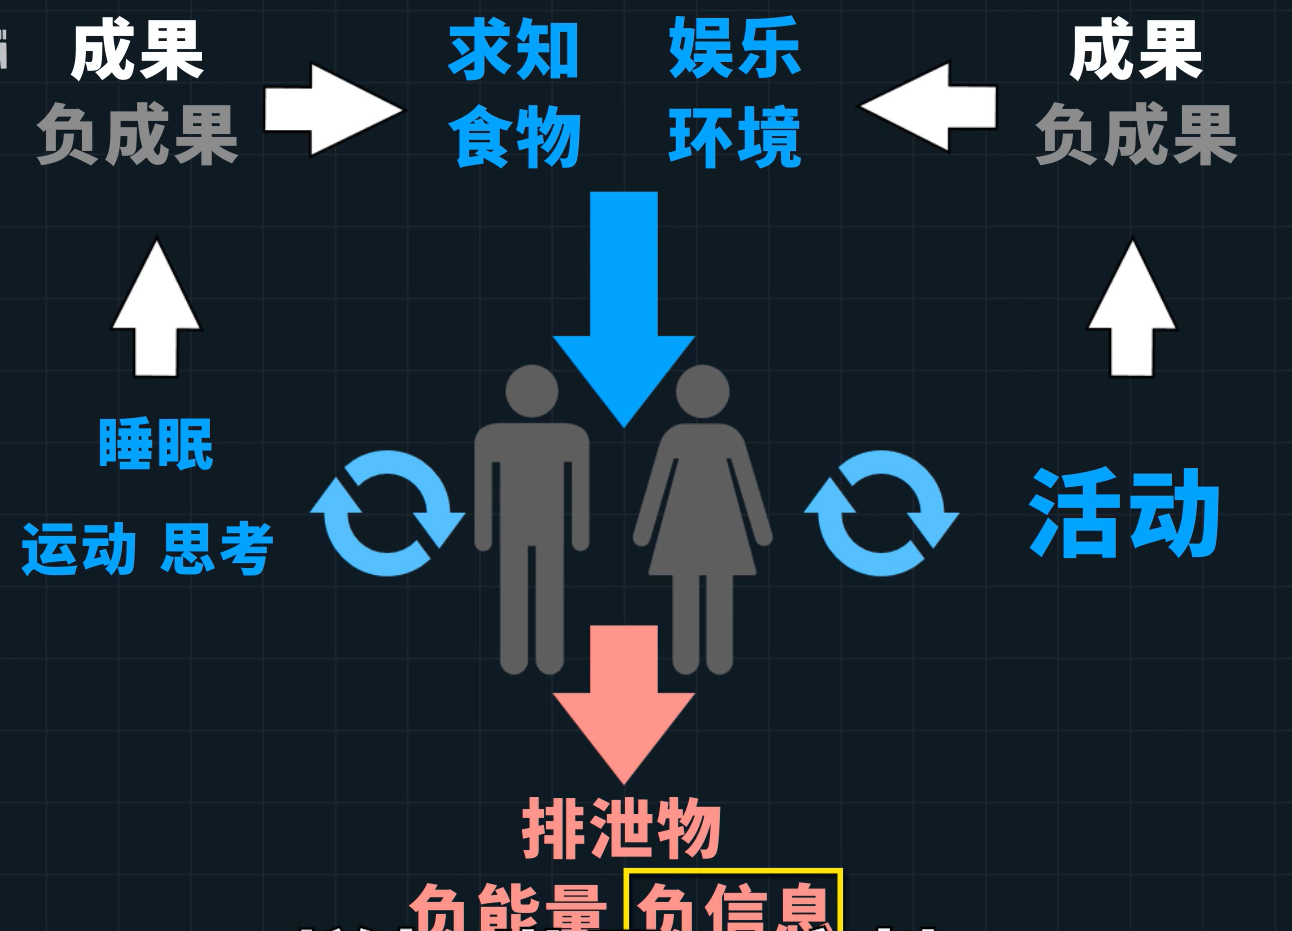 成果 求知 娱乐 成果
负成果 食物 环境 负成果
睡眠
运动 思考 活动
排泄物
负能量 负信息